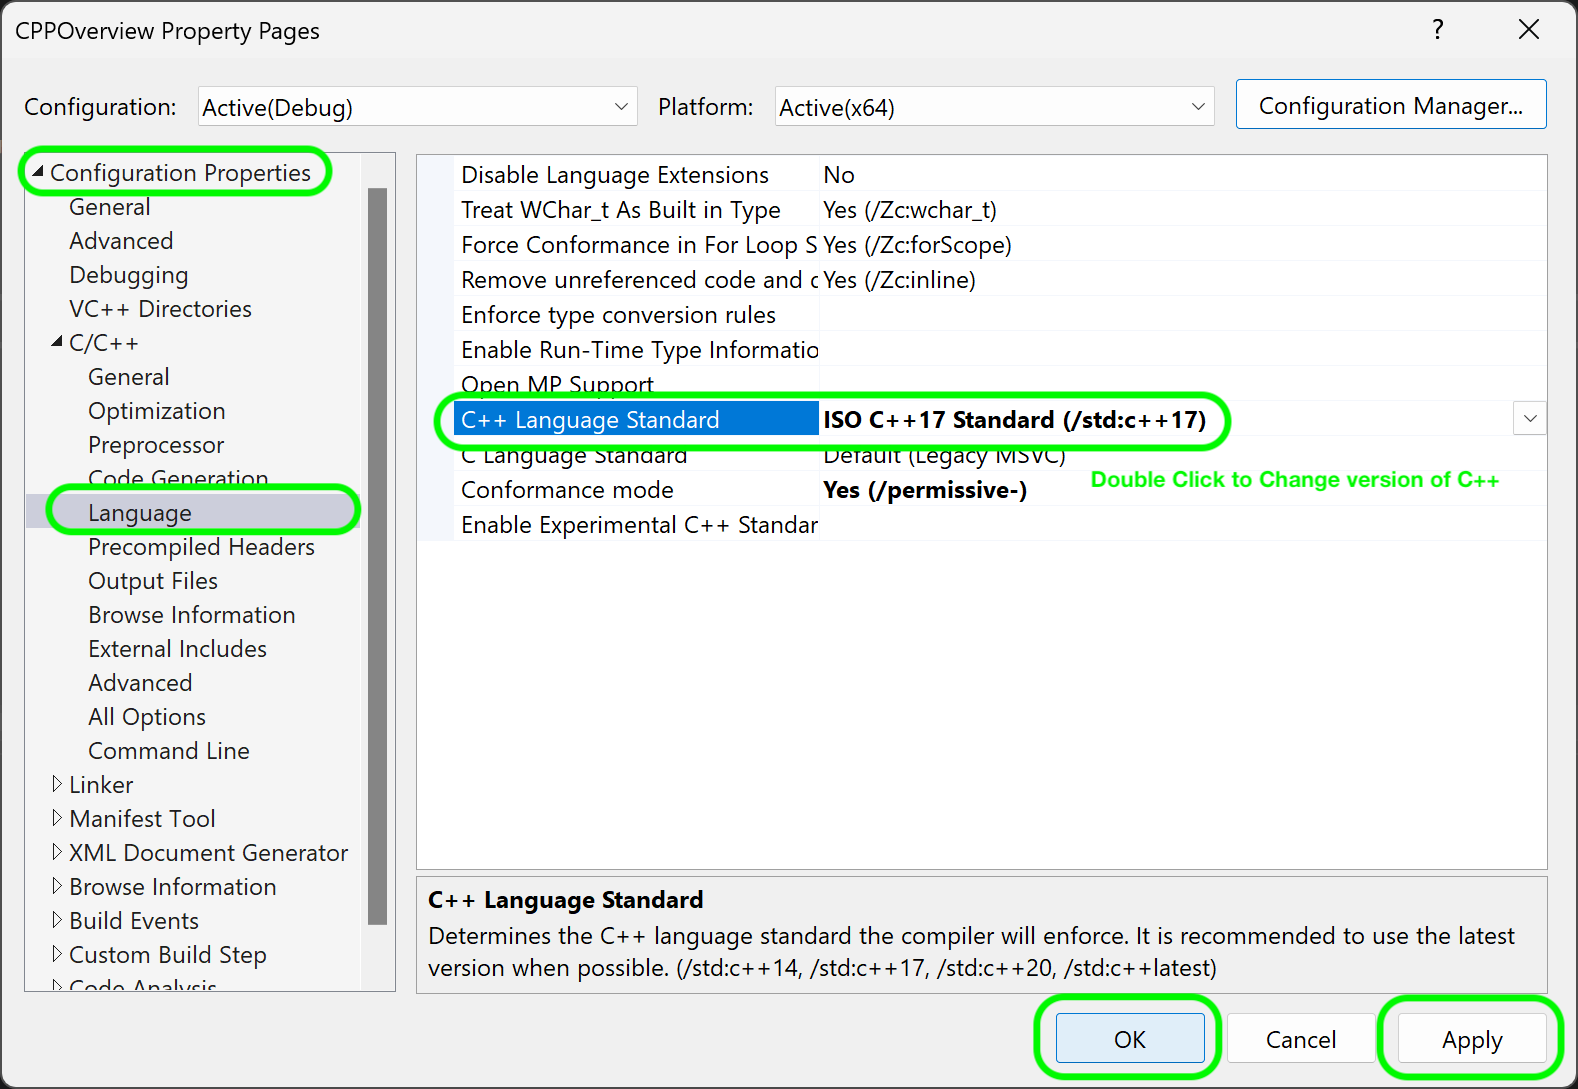 CPPOverview Property Pages
?
Configuration: Active(Debug) Platform: Active(x64) Configuration Manager...
Configuration Properties
General
Advanced
Debugging
VC++ Directories
C/C++
General
Optimization
Preprocessor
Code Generation
Language
Precompiled Headers
Output Files
Browse Information
External Includes
Advanced
All Options
Command Line
Linker
Manifest Tool
XML Document Generator
Browse Information
Build Events
Custom Build Step
Code Analysis
Disable Language Extensions No
Treat WChar_t As Built in Type Yes (/Zc:wchar_t)
Force Conformance in For Loop S Yes (/Zc:forScope)
Remove unreferenced code and d Yes (/Zc:inline)
Enforce type conversion rules
Enable Run-Time Type Informatio
Open MP Support
C++ Language Standard ISO C++17 Standard (/std:c++17)
C Language Standard Default (Legacy MSVC)
Conformance mode Yes (/permissive-)
Double Click to Change version of C++
Enable Experimental C++ Standar
C++ Language Standard
Determines the C++ language standard the compiler will enforce. It is recommended to use the latest
version when possible. (/std:c++14, /std:c++17, /std:c++20, /std:c++latest)
OK Cancel Apply